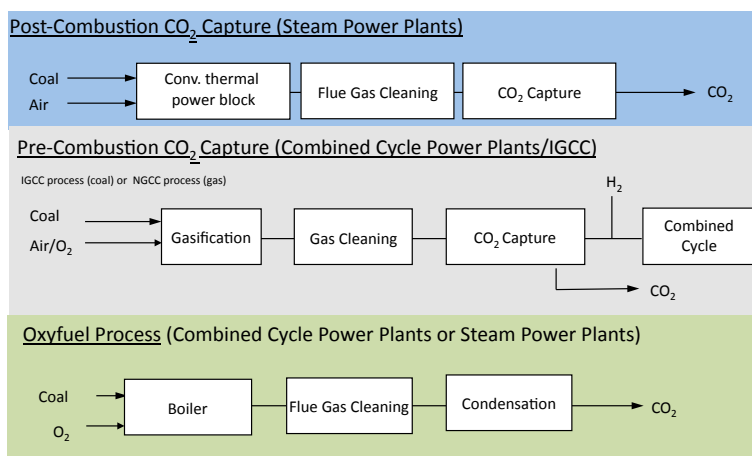 Post-Combustion CO₂ Capture (Steam Power Plants)
Coal
Air
Conv. thermal
power block
Flue Gas Cleaning
CO₂ Capture
CO₂
Pre-Combustion CO₂ Capture (Combined Cycle Power Plants/IGCC)
IGCC process (coal) or NGCC process (gas)
H₂
Coal
Air/O₂
Gasification
Gas Cleaning
CO₂ Capture
Combined
Cycle
CO₂
Oxyfuel Process (Combined Cycle Power Plants or Steam Power Plants)
Coal
O₂
Boiler
Flue Gas Cleaning
Condensation
CO₂